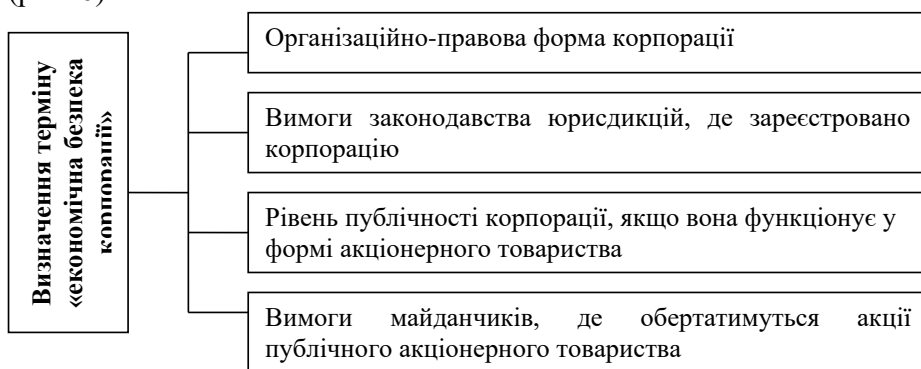 Визначення терміну
«економічна безпека
корпорації»
Організаційно-правова форма корпорації
Вимоги законодавства юрисдикцій, де зареєстровано
корпорацію
Рівень публічності корпорації, якщо вона функціонує у
формі акціонерного товариства
Вимоги майданчиків, де обертатимуться акції
публічного акціонерного товариства